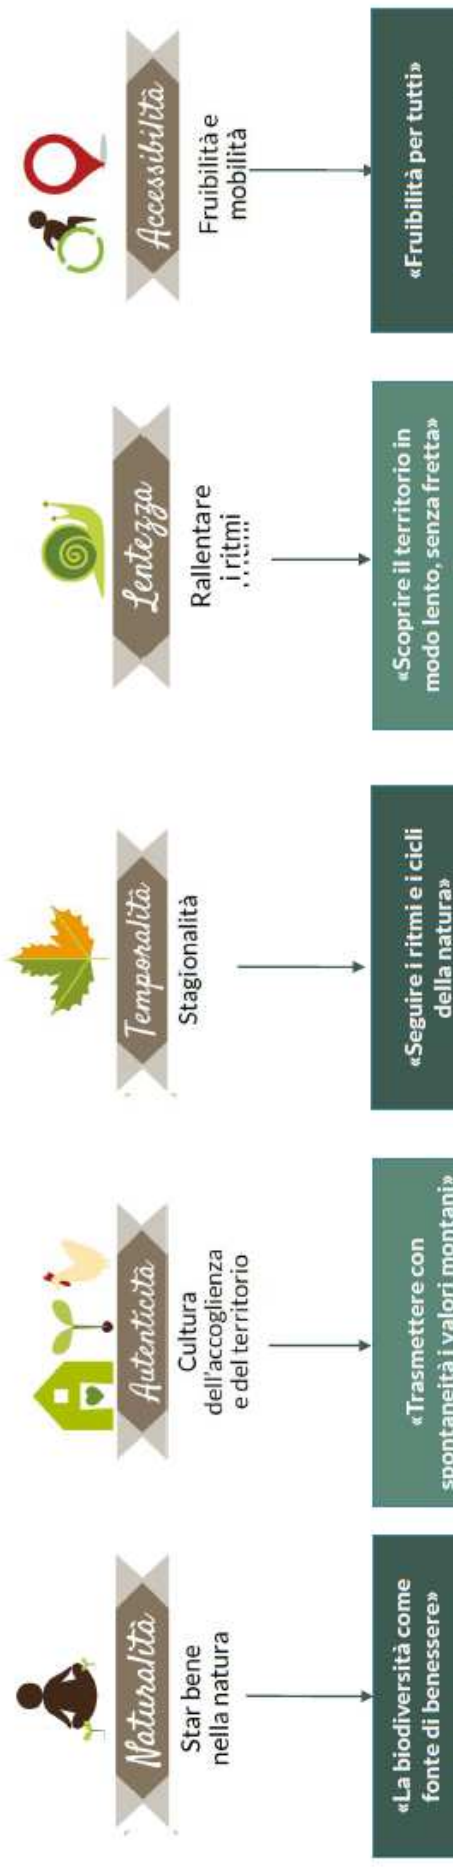 Naturalità
Star bene
nella natura
«La biodiversità come
fonte di benessere»
Autenticità
Cultura
dell'accoglienza
e del territorio
«Trasmettere con
spontaneità i valori montani»
Temporalità
Stagionalità
«Seguire i ritmi e i cicli
della natura»
Lentezza
Rallentare
i ritmi
«Scoprire il territorio in
modo lento, senza fretta»
Accessibilità
Fruibilità e
mobilità
«Fruibilità per tutti»